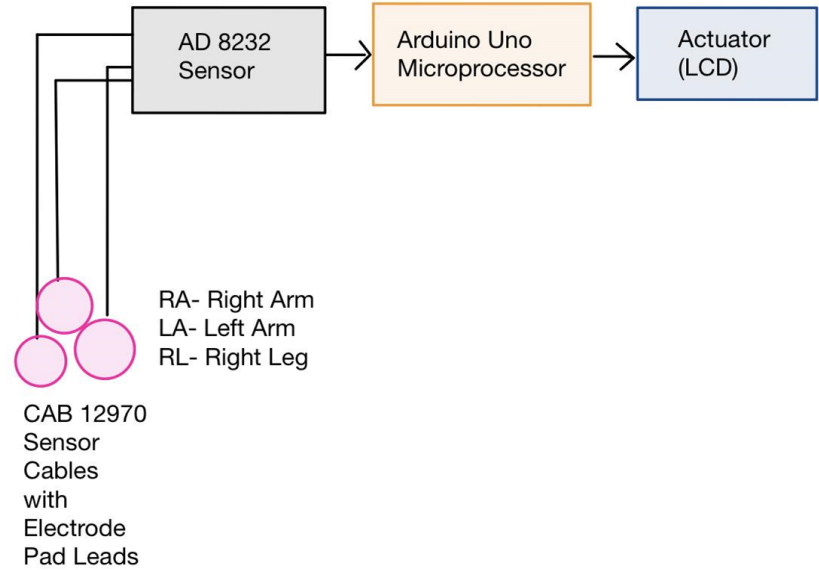 AD 8232
Sensor
Arduino Uno
Microprocessor
Actuator
(LCD)
RA- Right Arm
LA- Left Arm
RL- Right Leg
CAB 12970
Sensor
Cables
with
Electrode
Pad Leads